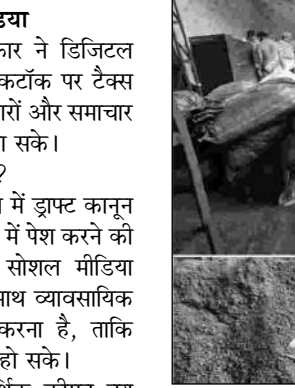 कार ने डिजिटल
कटॉक पर टैक्स
ारों और समाचार
सके।
?
में ड्राफ्ट कानून
में पेश करने की
सोशल मीडिया
व्यावसायिक
करना है, ताकि
हो सके।